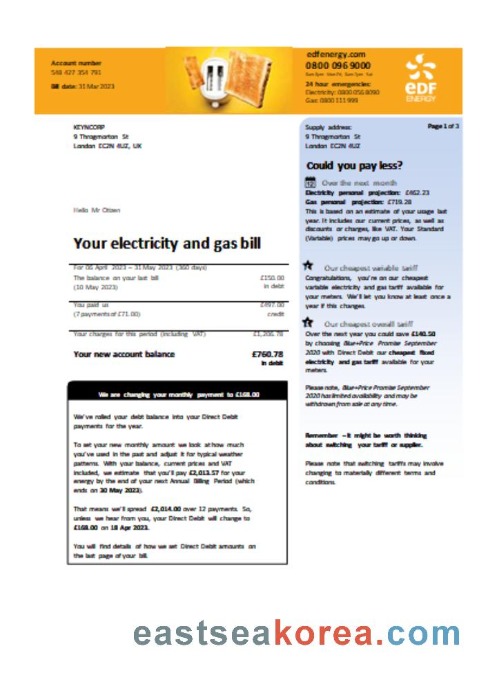 Account number
548 427 354 791
Bill date: 31 Mar 2023
edfenergy.com
0800 096 9000
8am-8pm Mon-Fri, 8am-2pm Sat
24 hour emergencies:
Electricity: 0800 056 8090
Gas: 0800 111 999
EDF
ENERGY
KEYNCORP
9 Throgmorton St
London EC2N 4UZ, UK
Hello Mr Ottsen
Your electricity and gas bill
For 06 April 2023 – 31 May 2023 (360 days)
The balance on your last bill £150.00
(10 May 2023) in debt
You paid us £497.00
(7 payments of £71.00) credit
Your charges for this period (including VAT) £1,206.78
Your new account balance £760.78
in debit
We are changing your monthly payment to £168.00
We've rolled your debt balance into your Direct Debit
payments for the year.
To set your new monthly amount we look at how much
you've used in the past and adjust it for typical weather
patterns. With your balance, current prices and VAT
included, we estimate that you'll pay £2,013.57 for your
energy by the end of your next Annual Billing Period (which
ends on 30 May 2023).
That means we'll spread £2,014.00 over 12 payments. So,
unless we hear from you, your Direct Debit will change to
£168.00 on 18 Apr 2023.
You will find details of how we set Direct Debit amounts on
the last page of your bill.
Supply address: Page 1 of 3
9 Throgmorton St
London EC2N 4UZ
Could you pay less?
12
Over the next month
Electricity personal projection: £462.23
Gas personal projection: £719.28
This is based on an estimate of your usage last
year. It includes our current prices, as well as
discounts or charges, like VAT. Your Standard
(Variable) prices may go up or down.
Our cheapest variable tariff
Congratulations, you're on our cheapest
variable electricity and gas tariff available for
your meters. We'll let you know at least once a
year if this changes.
Our cheapest overall tariff
Over the next year you could save £140.50
by choosing Blue+Price Promise September
2020 with Direct Debit our cheapest fixed
electricity and gas tariff available for your
meters.
Please note, Blue+Price Promise September
2020 has limited availability and may be
withdrawn from sale at any time.
Remember – it might be worth thinking
about switching your tariff or supplier.
Please note that switching tariffs may involve
changing to materially different terms and
conditions.
eastseakorea.com